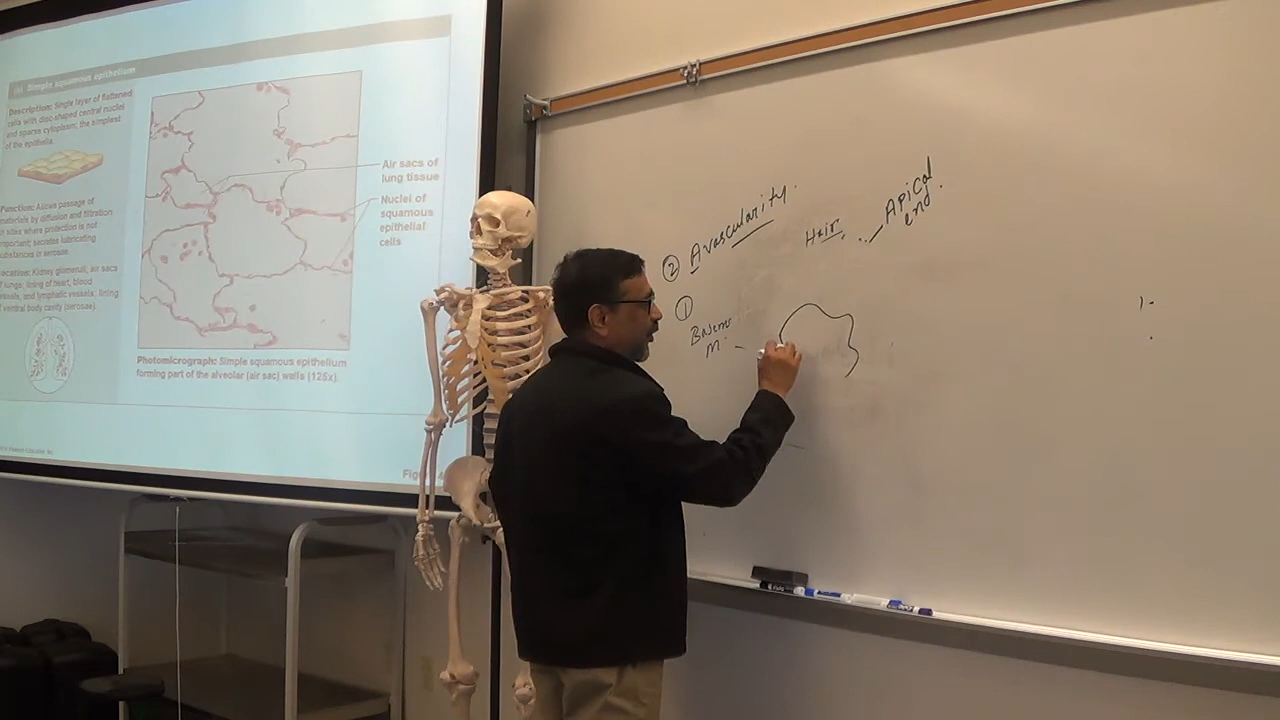 Simple squamous epithelium
Description: Single layer of flattened
cells with disc-shaped central nuclei
and sparse cytoplasm; the simplest
of the epithelia.
Function: Allows passage of
materials by diffusion and filtration
in sites where protection is not
important; secretes lubricating
substances in serosae.
Location: Kidney glomeruli; air sacs
of lungs; lining of heart, blood
vessels, and lymphatic vessels; lining
of ventral body cavity (serosae).
Air sacs of
lung tissue
Nuclei of
squamous
epithelial
cells
Photomicrograph: Simple squamous epithelium
forming part of the alveolar (air sac) walls (125x).
② Avascularity
①
M.
Hair
Apical
end